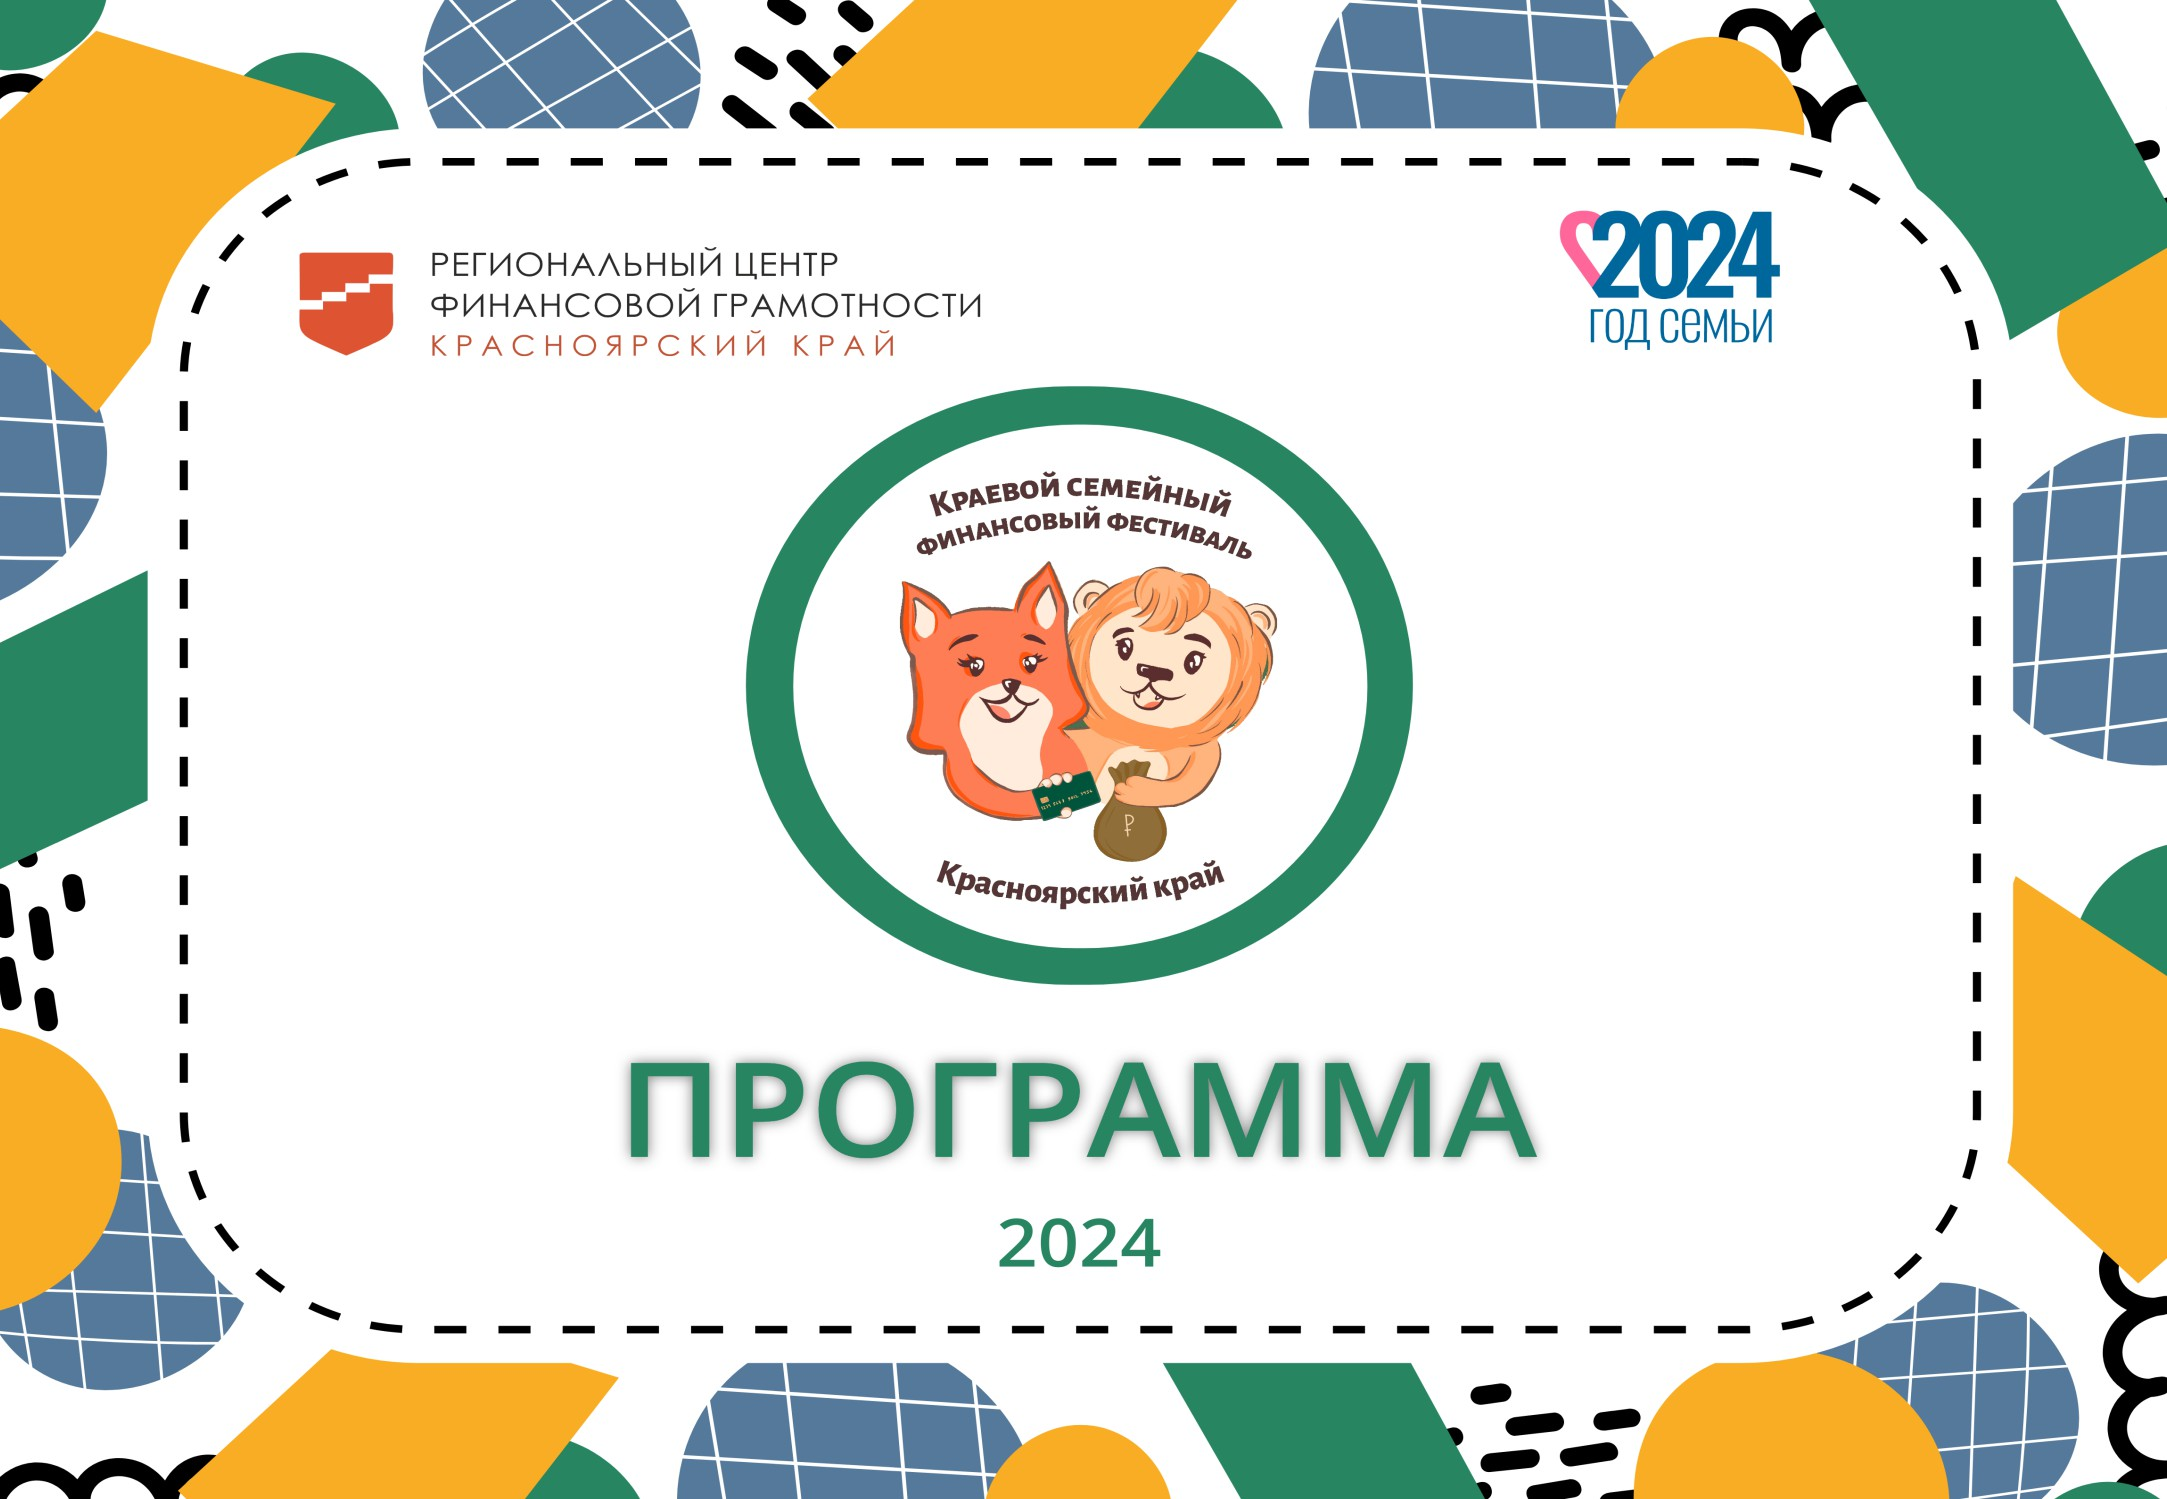 РЕГИОНАЛЬНЫЙ ЦЕНТР
ФИНАНСОВОЙ ГРАМОТНОСТИ
КРАСНОЯРСКИЙ КРАЙ
2024
ГОД СЕМЬИ
КРАЕВОЙ СЕМЕЙНЫЙ
ФИНАНСОВЫЙ ФЕСТИВАЛЬ
₽
Красноярский край
ПРОГРАММА
2024